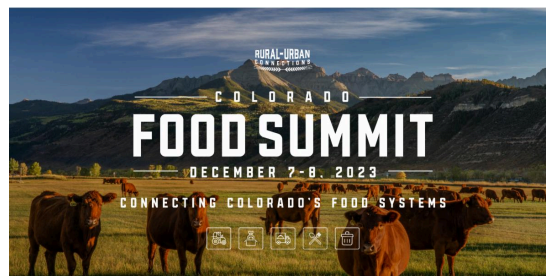 RURAL-URBAN
CONNECTIONS
COLORADO
FOOD SUMMIT
DECEMBER 7-8, 2023
CONNECTING COLORADO'S FOOD SYSTEMS